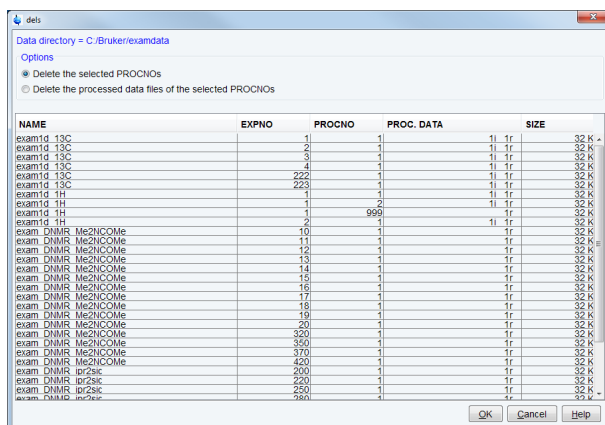 dels
Data directory = C:/Bruker/examdata
Options
Delete the selected PROCNOs
Delete the processed data files of the selected PROCNOs
NAME EXPNO PROCNO PROC. DATA SIZE
exam1d_13C 1 1 1i 1r 32 K
exam1d_13C 2 1 1i 1r 32 K
exam1d_13C 3 1 1i 1r 32 K
exam1d_13C 4 1 1i 1r 32 K
exam1d_13C 222 1 1i 1r 32 K
exam1d_13C 223 1 1i 1r 32 K
exam1d_1H 1 1 1i 1r 32 K
exam1d_1H 1 2 1i 1r 32 K
exam1d_1H 1 999 1r 32 K
exam1d_1H 2 1 1i 1r 32 K
exam_DNMR_Me2NCOMe 10 1 1r 32 K
exam_DNMR_Me2NCOMe 11 1 1r 32 K
exam_DNMR_Me2NCOMe 12 1 1r 32 K
exam_DNMR_Me2NCOMe 13 1 1r 32 K
exam_DNMR_Me2NCOMe 14 1 1r 32 K
exam_DNMR_Me2NCOMe 15 1 1r 32 K
exam_DNMR_Me2NCOMe 16 1 1r 32 K
exam_DNMR_Me2NCOMe 17 1 1r 32 K
exam_DNMR_Me2NCOMe 18 1 1r 32 K
exam_DNMR_Me2NCOMe 19 1 1r 32 K
exam_DNMR_Me2NCOMe 20 1 1r 32 K
exam_DNMR_Me2NCOMe 320 1 1r 32 K
exam_DNMR_Me2NCOMe 350 1 1r 32 K
exam_DNMR_Me2NCOMe 370 1 1r 32 K
exam_DNMR_Me2NCOMe 420 1 1r 32 K
exam_DNMR_ipr2sic 200 1 1r 32 K
exam_DNMR_ipr2sic 220 1 1r 32 K
exam_DNMR_ipr2sic 250 1 1r 32 K
exam_DNMR_ipr2sic 280 1 1r 32 K
OK Cancel Help